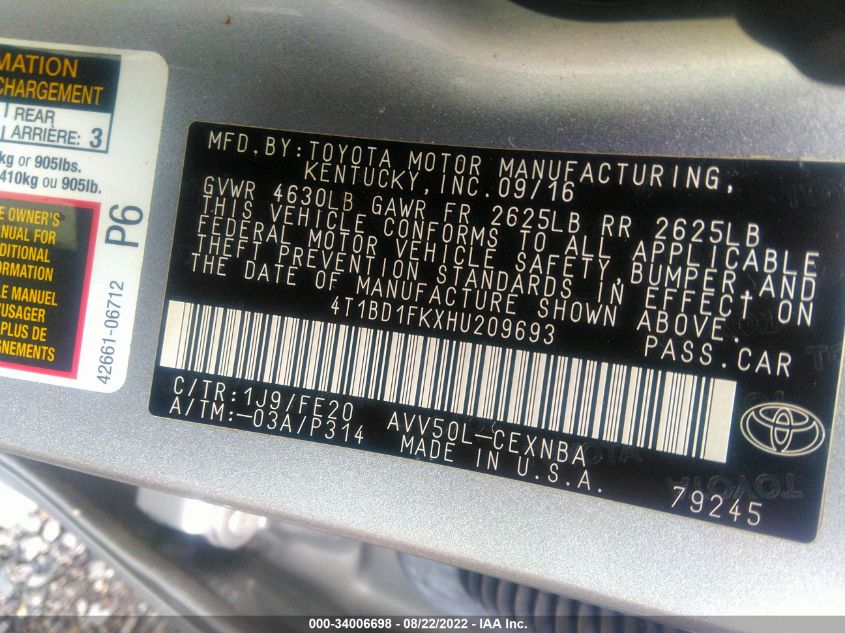 MATION
CHARGEMENT
REAR
ARRIÈRE: 3
kg or 905lbs.
410kg ou 905lb.
E OWNER'S
MANUAL FOR
DITIONAL
FORMATION
LE MANUEL
USAGER
PLUS DE
GNEMENTS
P6
42661-06712
MFD. BY: TOYOTA MOTOR MANUFACTURING,
KENTUCKY, INC. 09/16
GVWR 4630LB GAWR FR 2625LB RR 2625LB
THIS VEHICLE CONFORMS TO ALL APPLICABLE
FEDERAL MOTOR VEHICLE SAFETY, BUMPER AND
THEFT PREVENTION STANDARDS IN EFFECT ON
THE DATE OF MANUFACTURE SHOWN ABOVE.
4T1BD1FKXHU209693 PASS.CAR
C/TR:1J9/FE20 AVV50L-CEXNBA
A/TM:-03A/P314 MADE IN U.S.A.
TOYOTA
79245
000-34006698 - 08/22/2022 - IAA Inc.